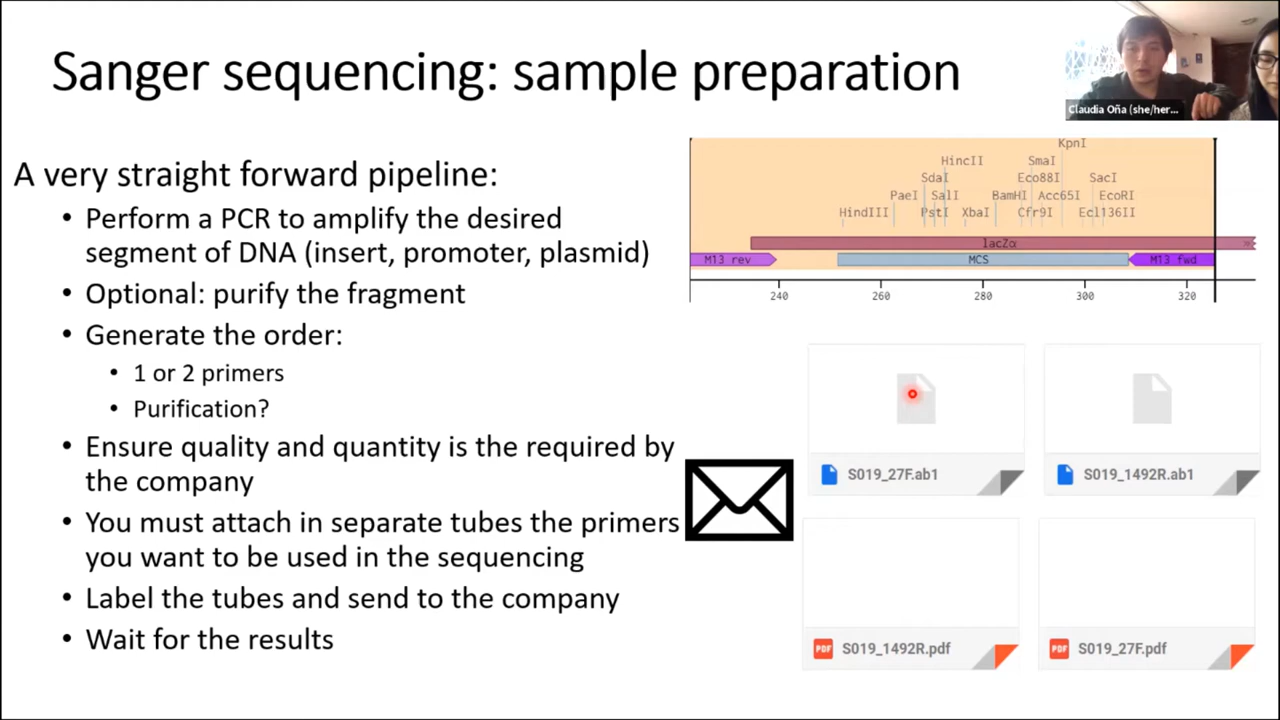 Sanger sequencing: sample preparation
Claudia Oña (she/her...
A very straight forward pipeline:
• Perform a PCR to amplify the desired
segment of DNA (insert, promoter, plasmid)
• Optional: purify the fragment
• Generate the order:
• 1 or 2 primers
• Purification?
• Ensure quality and quantity is the required by
the company
• You must attach in separate tubes the primers
you want to be used in the sequencing
• Label the tubes and send to the company
• Wait for the results
KpnI
HincII SmaI
SdaI Eco88I SacI
PaeI SalI BamHI Acc65I EcoRI
HindIII PstI XbaI Cfr9I Ecl136II
lacZα
M13 rev MCS M13 fwd
240 260 280 300 320
S019_27F.ab1 S019_1492R.ab1
PDF S019_1492R.pdf PDF S019_27F.pdf